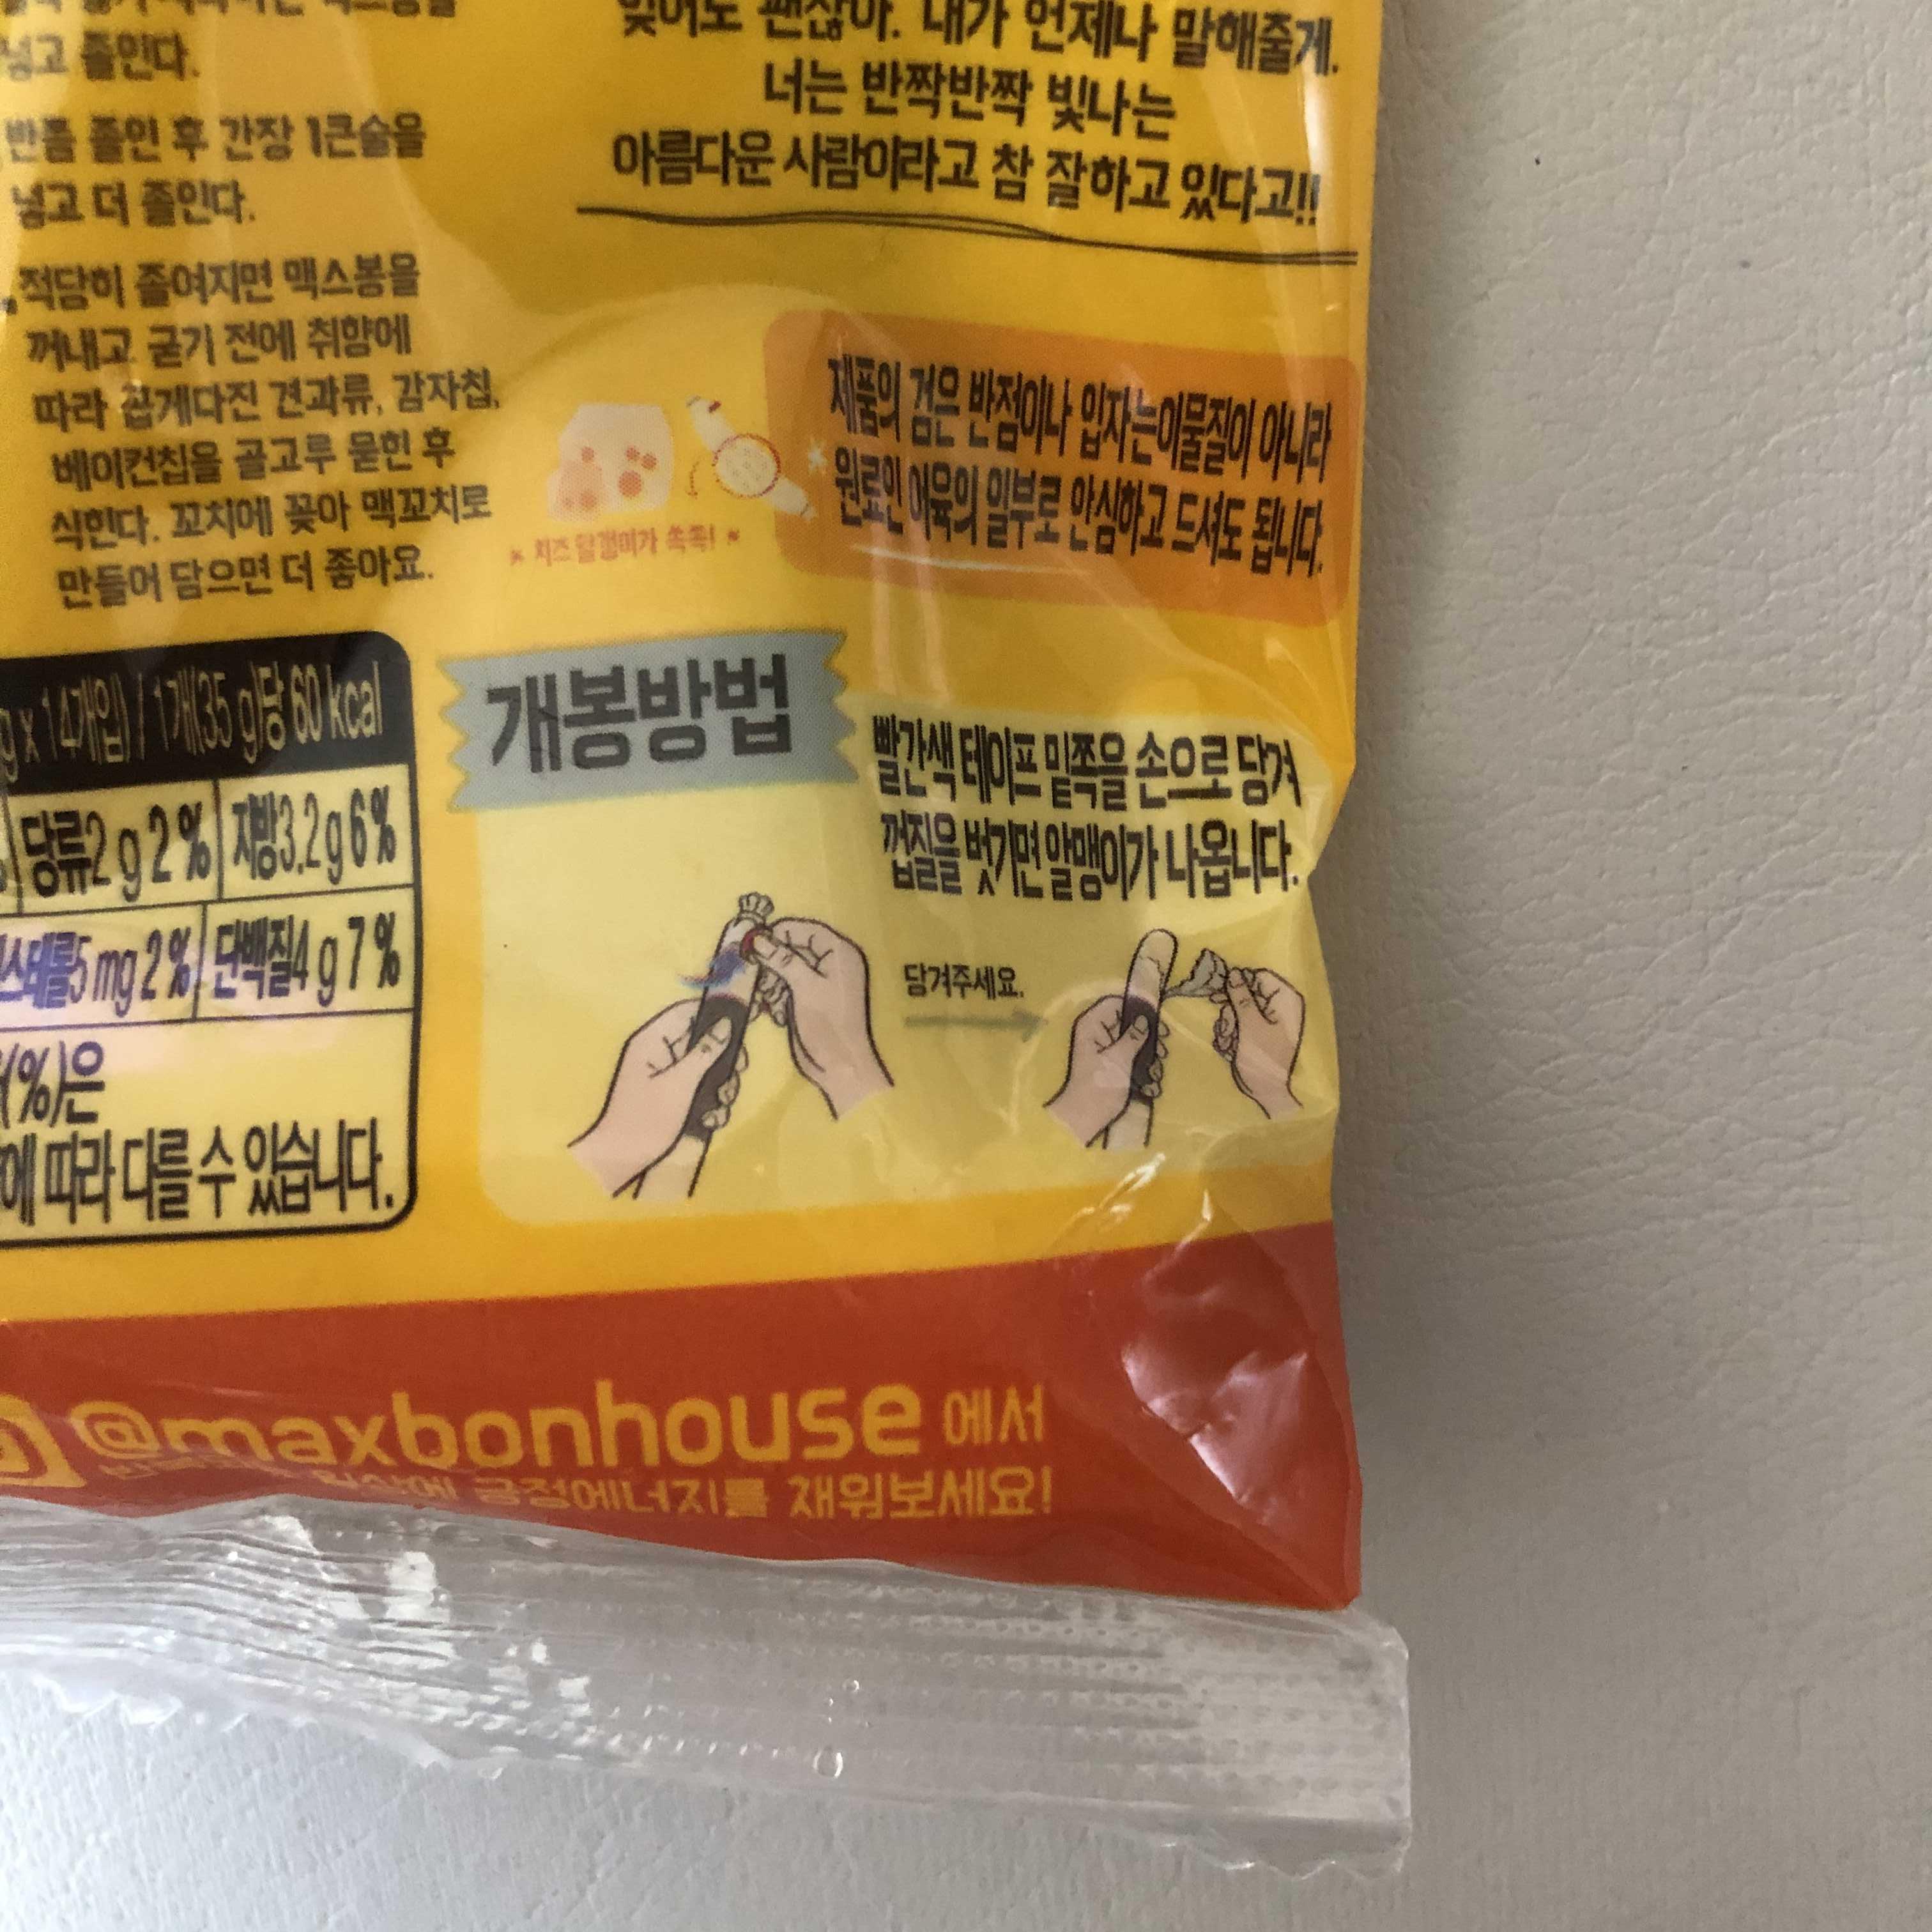 넣고 졸인다.
반쯤 졸인 후 간장 1큰술을
넣고 더 졸인다.
적당히 졸여지면 맥스봉을
꺼내고 굳기 전에 취향에
따라 곱게다진 견과류, 감자칩,
베이컨칩을 골고루 묻힌 후
식힌다. 꼬치에 꽂아 맥꼬치로
만들어 담으면 더 좋아요.
잊어도 괜찮아. 내가 언제나 말해줄게.
너는 반짝반짝 빛나는
아름다운 사람이라고 참 잘하고 있다고!!
치즈 알갱이가 쏙쏙!
제품의 검은 반점이나 입자는 이물질이 아니라
원료인 어육의 일부로 안심하고 드셔도 됩니다.
g x 14개입) / 1개(35 g)당 60 kcal
당류2 g 2 % 지방3.2 g 6 %
스테롤5 mg 2 % 단백질4 g 7 %
(%)은
에 따라 다를 수 있습니다.
개봉방법
빨간색 테이프 밑쪽을 손으로 당겨
껍질을 벗기면 알맹이가 나옵니다.
당겨주세요.
@maxbonhouse 에서
일상에 긍정에너지를 채워보세요!